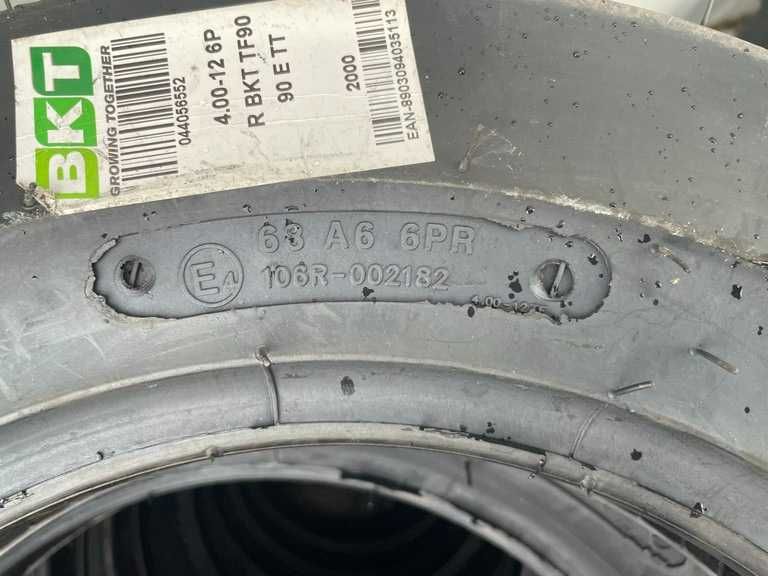 BKT
GROWING TOGETHER
044056552
4.00-12 6P
R BKT TF90
90 E TT
2000
EAN-8903094035113
63 A6 6PR
E4
106R-002182